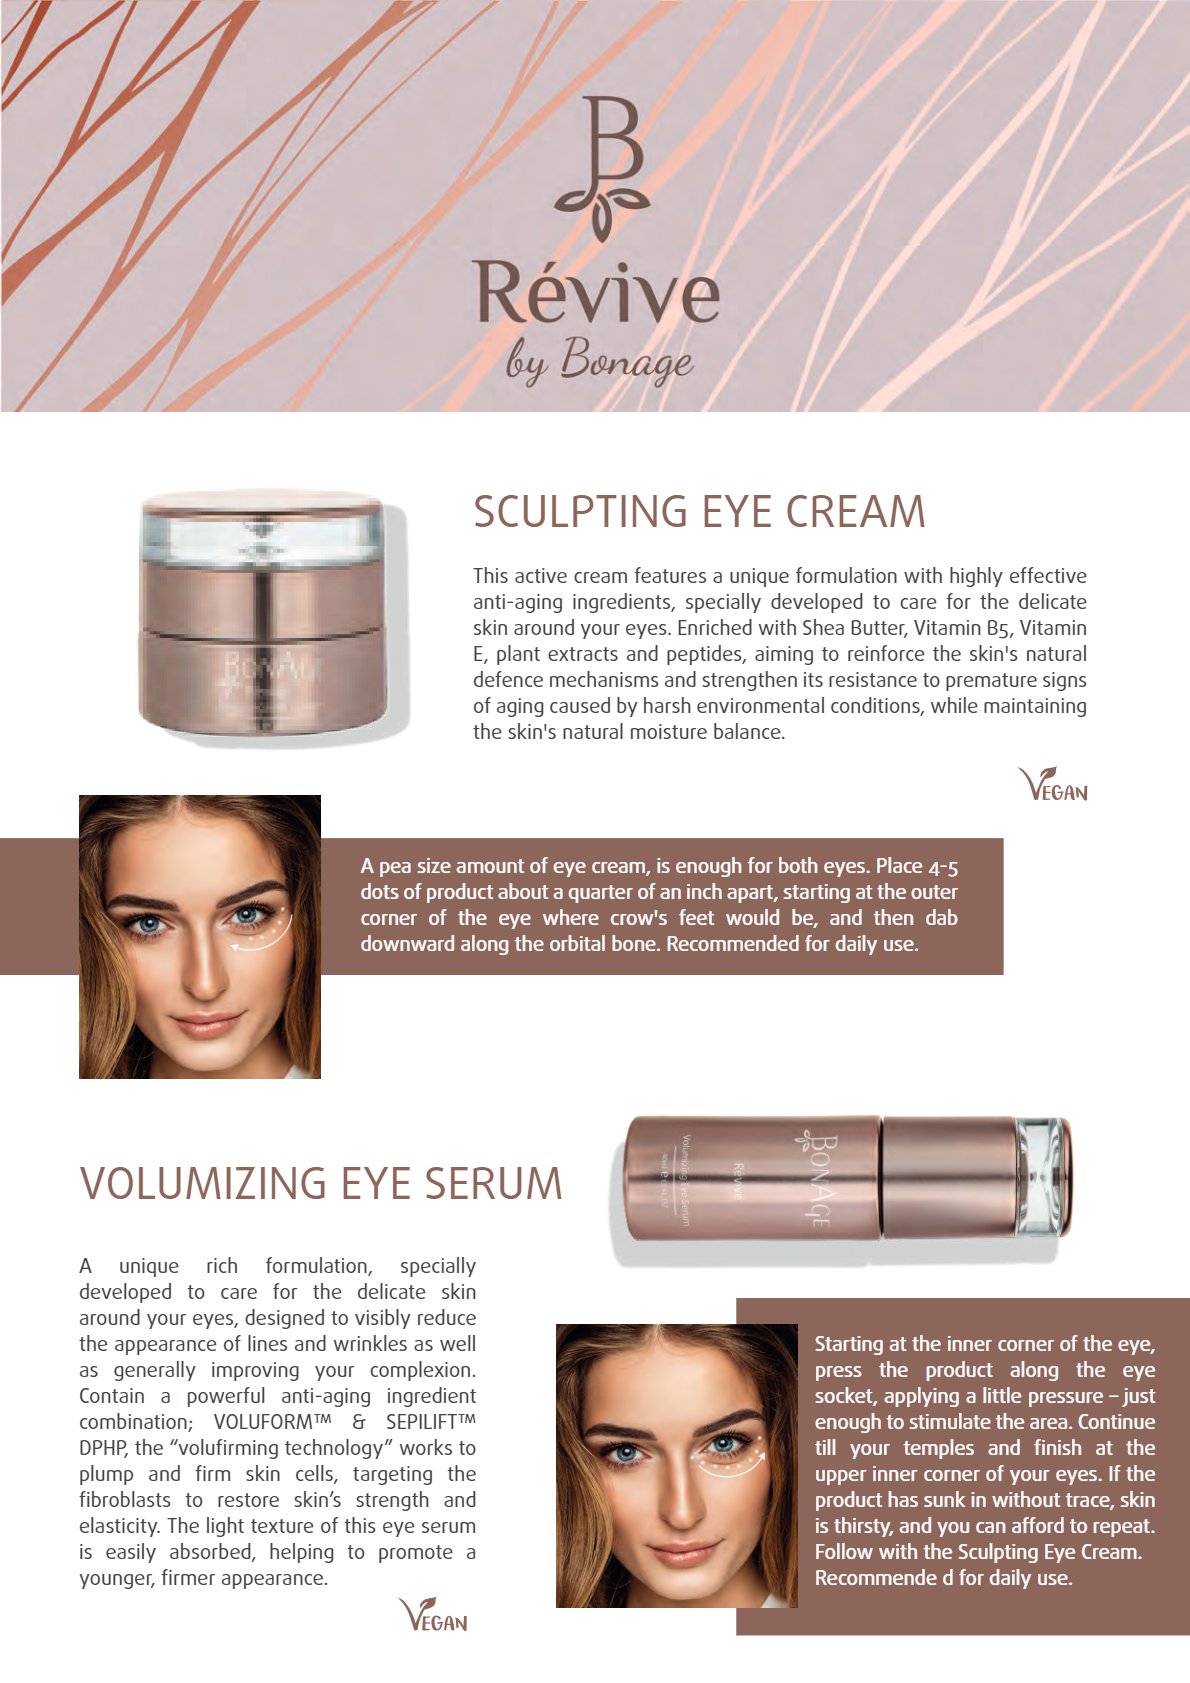 B
Révive
by Bonage
SCULPTING EYE CREAM
This active cream features a unique formulation with highly effective
anti-aging ingredients, specially developed to care for the delicate
skin around your eyes. Enriched with Shea Butter, Vitamin B5, Vitamin
E, plant extracts and peptides, aiming to reinforce the skin's natural
defence mechanisms and strengthen its resistance to premature signs
of aging caused by harsh environmental conditions, while maintaining
the skin's natural moisture balance.
BONAGE
VEGAN
A pea size amount of eye cream, is enough for both eyes. Place 4-5
dots of product about a quarter of an inch apart, starting at the outer
corner of the eye where crow's feet would be, and then dab
downward along the orbital bone. Recommended for daily use.
VOLUMIZING EYE SERUM
BONAGE
Révive
Volumizing Eye Serum
A unique rich formulation, specially
developed to care for the delicate skin
around your eyes, designed to visibly reduce
the appearance of lines and wrinkles as well
as generally improving your complexion.
Contain a powerful anti-aging ingredient
combination; VOLUFORM™ & SEPILIFT™
DPHP, the “volufirming technology” works to
plump and firm skin cells, targeting the
fibroblasts to restore skin’s strength and
elasticity. The light texture of this eye serum
is easily absorbed, helping to promote a
younger, firmer appearance.
VEGAN
Starting at the inner corner of the eye,
press the product along the eye
socket, applying a little pressure – just
enough to stimulate the area. Continue
till your temples and finish at the
upper inner corner of your eyes. If the
product has sunk in without trace, skin
is thirsty, and you can afford to repeat.
Follow with the Sculpting Eye Cream.
Recommende d for daily use.